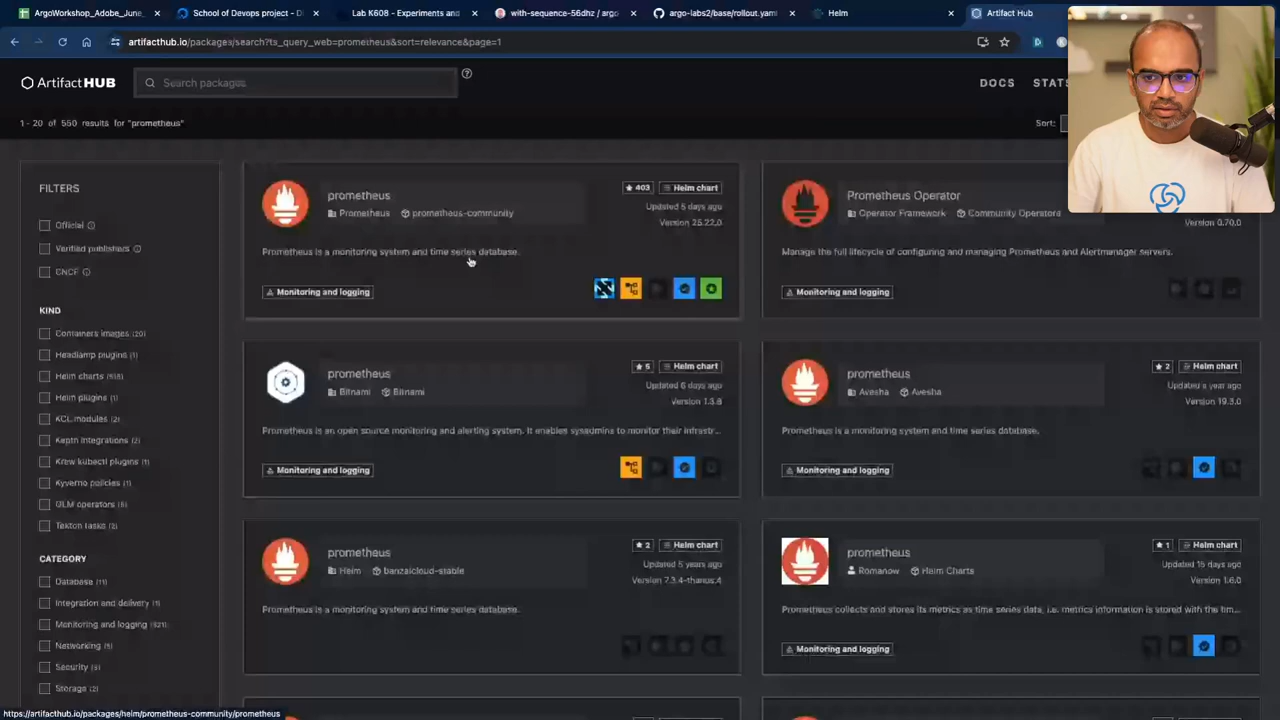 ArgoWorkshop_Adobe_June_
School of Devops project - Di
Lab K608 - Experiments and
with-sequence-56dhz / argo
argo-labs2/base/rollout.yaml
Helm
Artifact Hub
artifacthub.io/packages/search?ts_query_web=prometheus&sort=relevance&page=1
Artifact HUB
Search packages
DOCS
STATS
1 - 20 of 550 results for "prometheus"
Sort:
FILTERS
Official
Verified publishers
CNCF
KIND
Containers images (20)
Headlamp plugins (1)
Helm charts (515)
Helm plugins (1)
KCL modules (2)
Keptn integrations (2)
Krew kubectl plugins (1)
Kyverno policies (1)
OLM operators (5)
Tekton tasks (2)
CATEGORY
Database (11)
Integration and delivery (1)
Monitoring and logging (321)
Networking (5)
Security (3)
Storage (2)
prometheus
Prometheus prometheus-community
403 Helm chart
Updated 5 days ago
Version 25.22.0
Prometheus is a monitoring system and time series database.
Monitoring and logging
Prometheus Operator
Operator Framework Community Operators
Version 0.70.0
Manage the full lifecycle of configuring and managing Prometheus and Alertmanager servers.
Monitoring and logging
prometheus
Bitnami Bitnami
5 Helm chart
Updated 6 days ago
Version 1.3.8
Prometheus is an open source monitoring and alerting system. It enables sysadmins to monitor their infrastr...
Monitoring and logging
prometheus
Avesha Avesha
2 Helm chart
Updated a year ago
Version 19.3.0
Prometheus is a monitoring system and time series database.
Monitoring and logging
prometheus
Helm banzaicloud-stable
2 Helm chart
Updated 5 years ago
Version 7.3.4-thanos.4
Prometheus is a monitoring system and time series database.
prometheus
Romanow Helm Charts
1 Helm chart
Updated 15 days ago
Version 1.6.0
Prometheus collects and stores its metrics as time series data, i.e. metrics information is stored with the tim...
Monitoring and logging
https://artifacthub.io/packages/helm/prometheus-community/prometheus